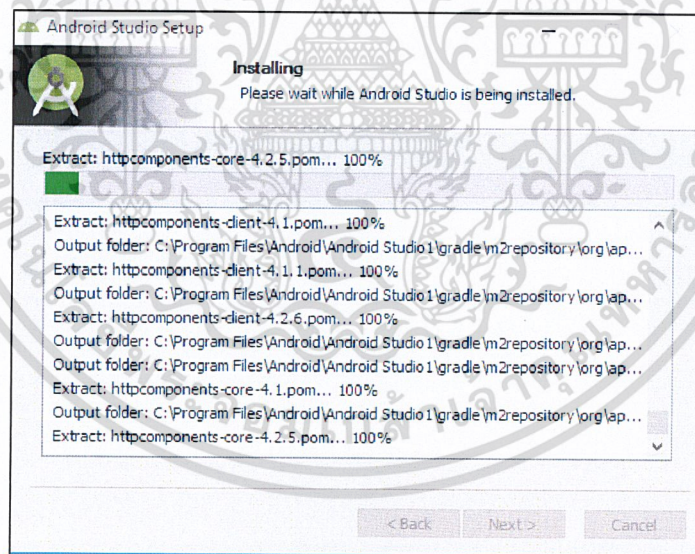 Android Studio Setup
Installing
Please wait while Android Studio is being installed.
Extract: httpcomponents-core-4.2.5.pom... 100%
Extract: httpcomponents-client-4.1.pom... 100%
Output folder: C:\Program Files\Android\Android Studio1\gradle\m2repository\org\ap...
Extract: httpcomponents-client-4.1.1.pom... 100%
Output folder: C:\Program Files\Android\Android Studio1\gradle\m2repository\org\ap...
Extract: httpcomponents-client-4.2.6.pom... 100%
Output folder: C:\Program Files\Android\Android Studio1\gradle\m2repository\org\ap...
Output folder: C:\Program Files\Android\Android Studio1\gradle\m2repository\org\ap...
Extract: httpcomponents-core-4.1.pom... 100%
Output folder: C:\Program Files\Android\Android Studio1\gradle\m2repository\org\ap...
Extract: httpcomponents-core-4.2.5.pom... 100%
< Back
Next >
Cancel